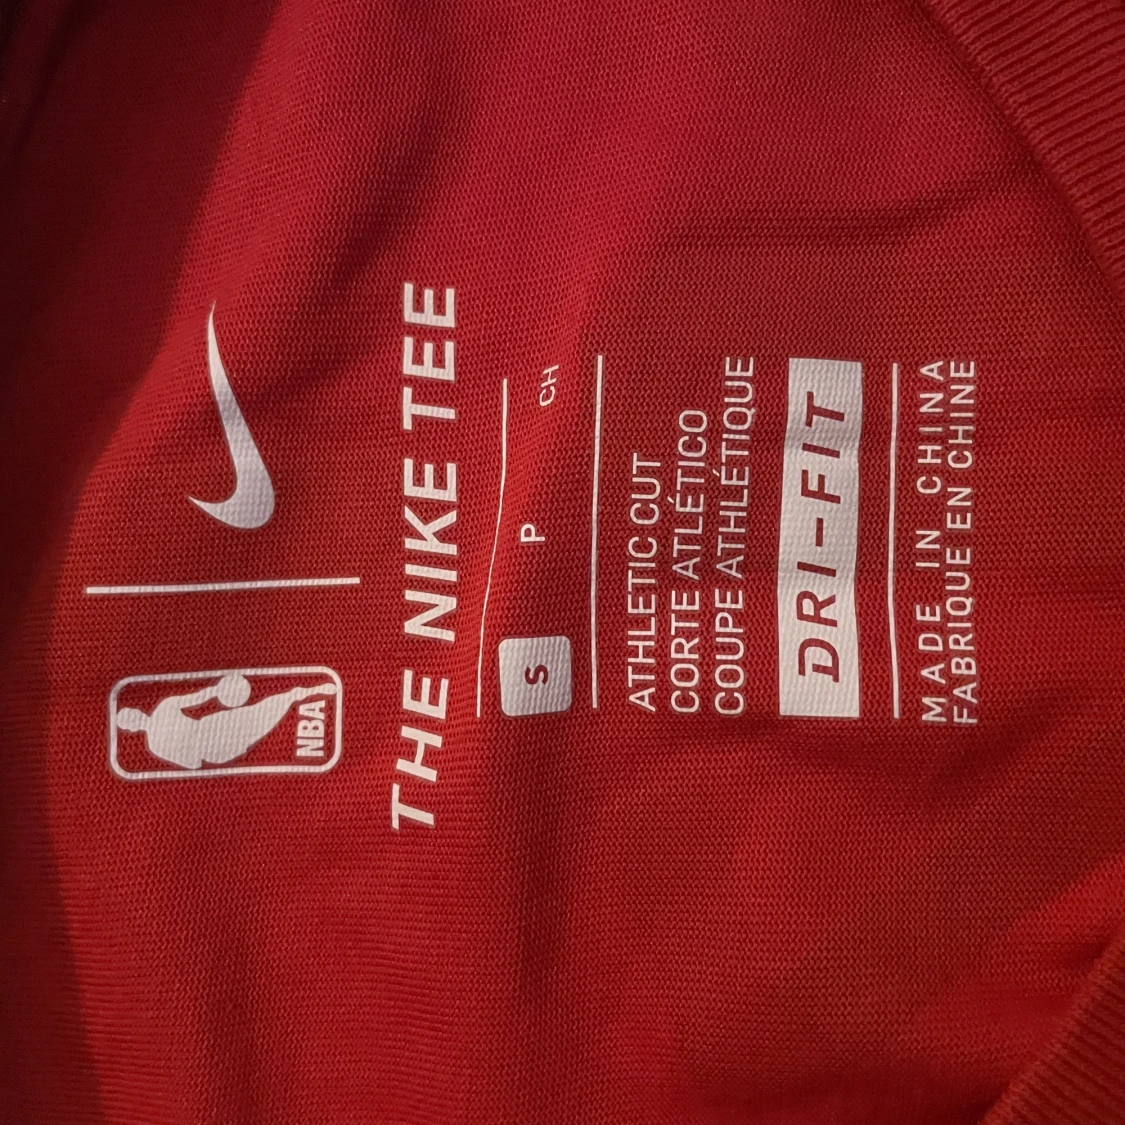 NBA
THE NIKE TEE
S P CH
ATHLETIC CUT
CORTE ATLÉTICO
COUPE ATHLÉTIQUE
DRI-FIT
MADE IN CHINA
FABRIQUE EN CHINE